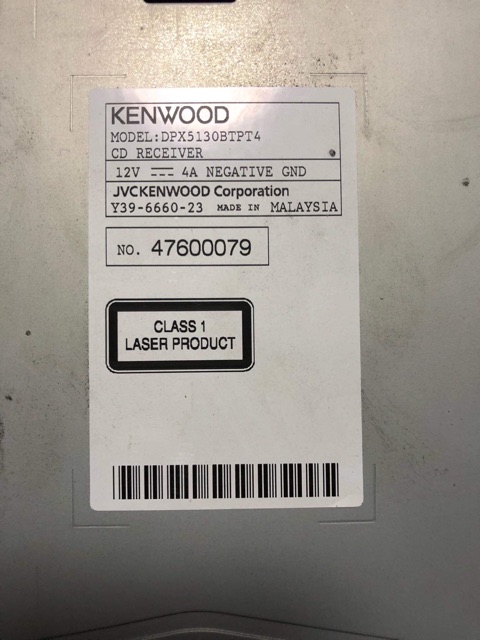 KENWOOD
MODEL:DPX5130BTPT4
CD RECEIVER
12V ⎓ 4A NEGATIVE GND
JVCKENWOOD Corporation
Y39-6660-23 MADE IN MALAYSIA
NO. 47600079
CLASS 1
LASER PRODUCT